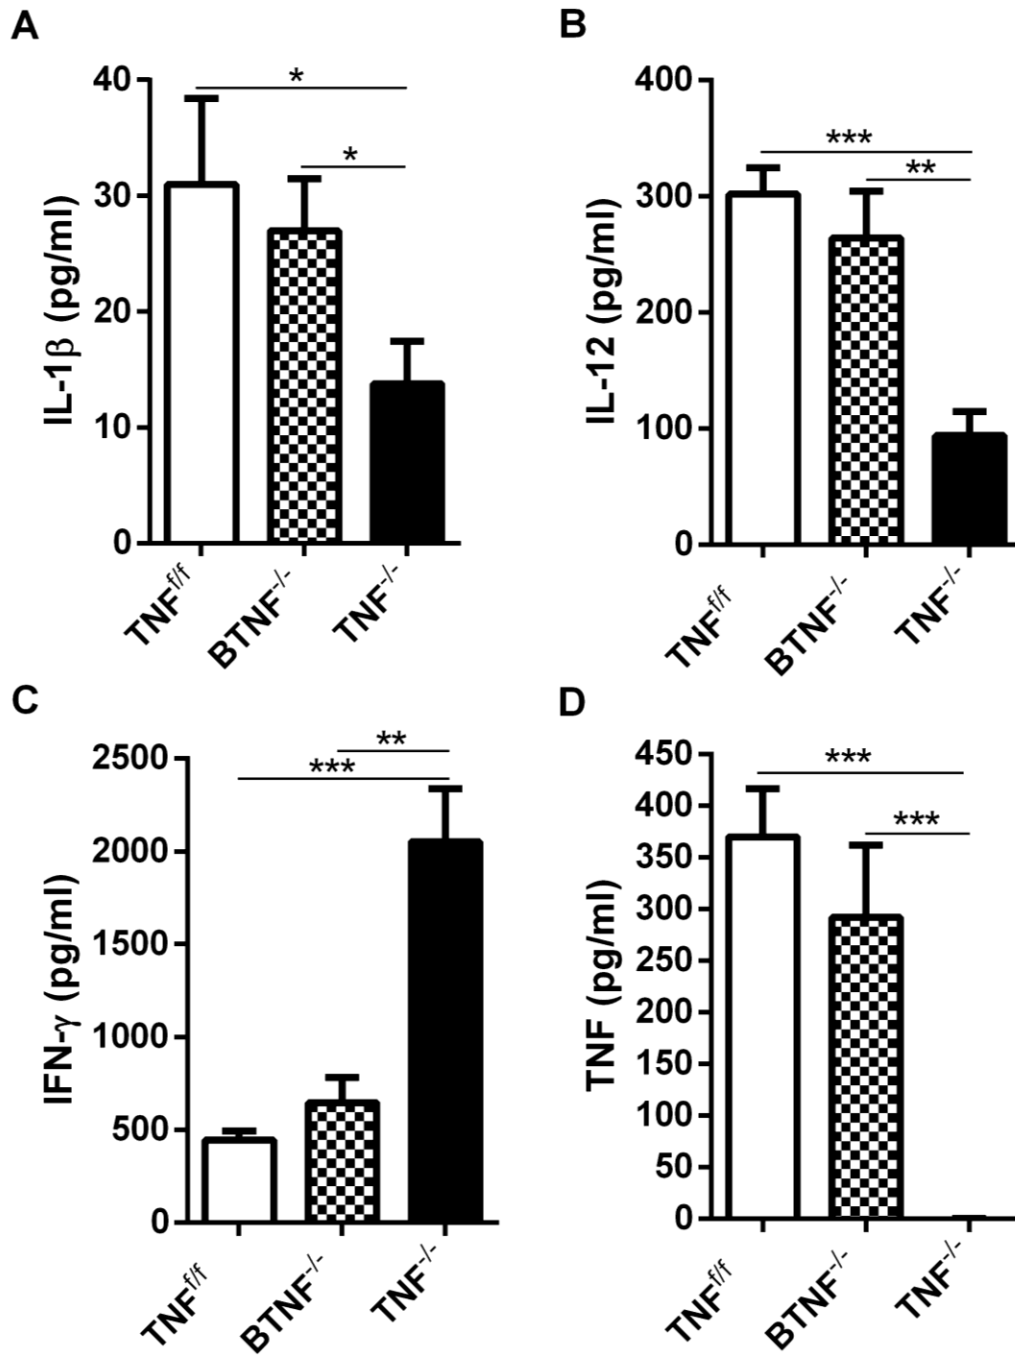 A
IL-1β (pg/ml)
40
30
20
10
0
*
*
TNF^f/f
BTNF^-/-
TNF^-/-
B
IL-12 (pg/ml)
400
300
200
100
0
***
**
TNF^f/f
BTNF^-/-
TNF^-/-
C
IFN-γ (pg/ml)
2500
2000
1500
1000
500
0
**
***
TNF^f/f
BTNF^-/-
TNF^-/-
D
TNF (pg/ml)
450
400
350
300
250
200
150
100
50
0
***
***
TNF^f/f
BTNF^-/-
TNF^-/-